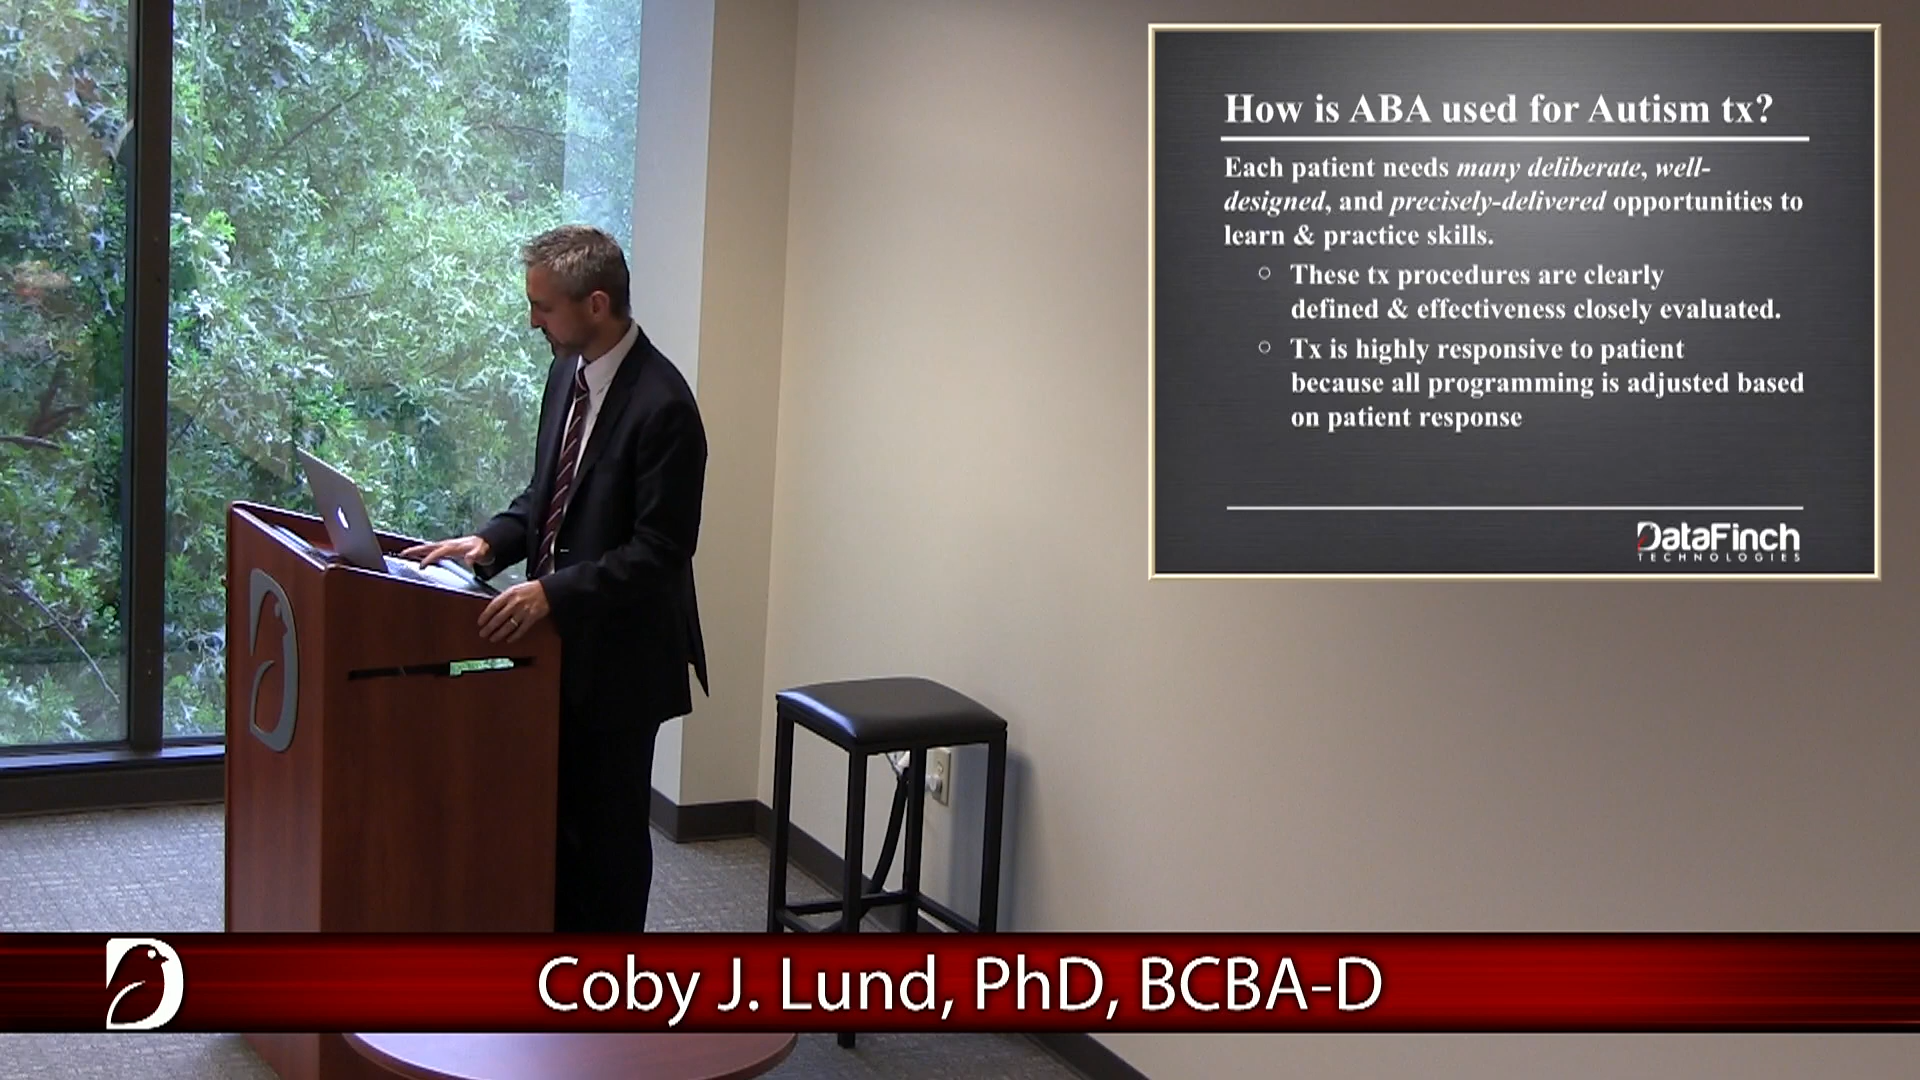 How is ABA used for Autism tx?
Each patient needs many deliberate, well-
designed, and precisely-delivered opportunities to
learn & practice skills.
○ These tx procedures are clearly
defined & effectiveness closely evaluated.
○ Tx is highly responsive to patient
because all programming is adjusted based
on patient response
DataFinch
TECHNOLOGIES
Coby J. Lund, PhD, BCBA-D